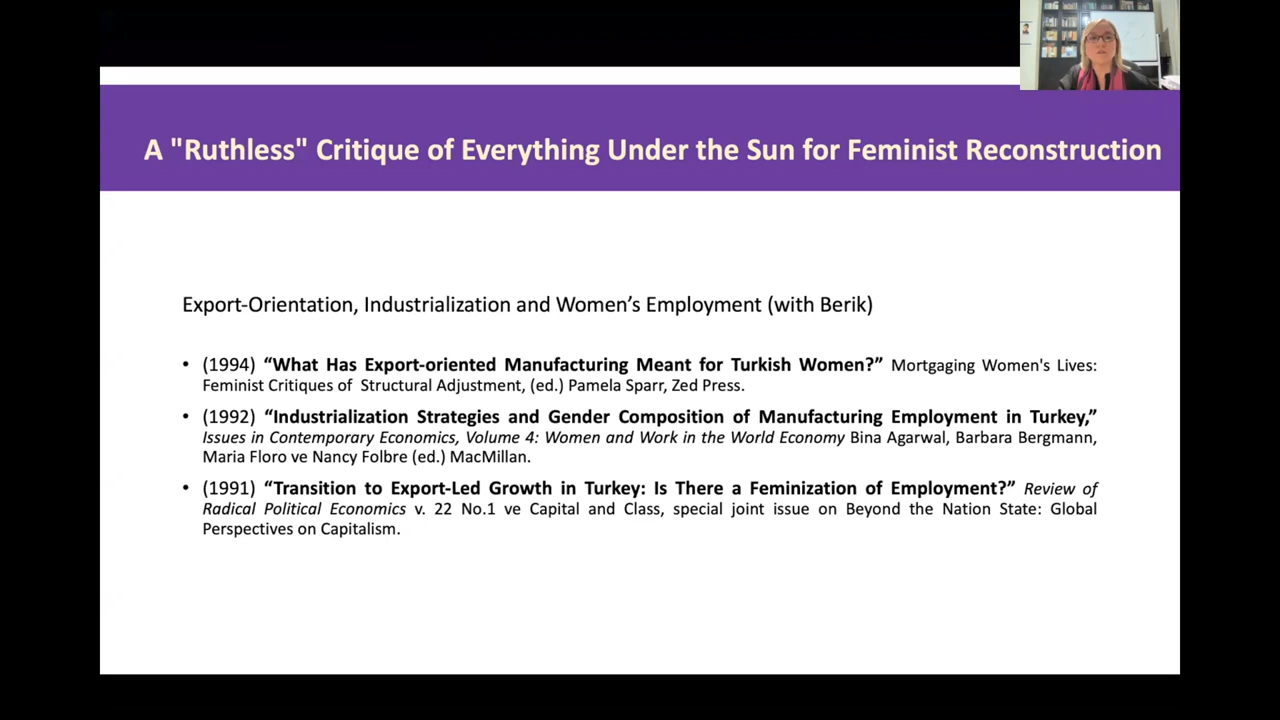 A "Ruthless" Critique of Everything Under the Sun for Feminist Reconstruction
Export-Orientation, Industrialization and Women’s Employment (with Berik)
• (1994) “What Has Export-oriented Manufacturing Meant for Turkish Women?” Mortgaging Women's Lives:
Feminist Critiques of Structural Adjustment, (ed.) Pamela Sparr, Zed Press.
• (1992) “Industrialization Strategies and Gender Composition of Manufacturing Employment in Turkey,”
Issues in Contemporary Economics, Volume 4: Women and Work in the World Economy Bina Agarwal, Barbara Bergmann,
Maria Floro ve Nancy Folbre (ed.) MacMillan.
• (1991) “Transition to Export-Led Growth in Turkey: Is There a Feminization of Employment?” Review of
Radical Political Economics v. 22 No.1 ve Capital and Class, special joint issue on Beyond the Nation State: Global
Perspectives on Capitalism.